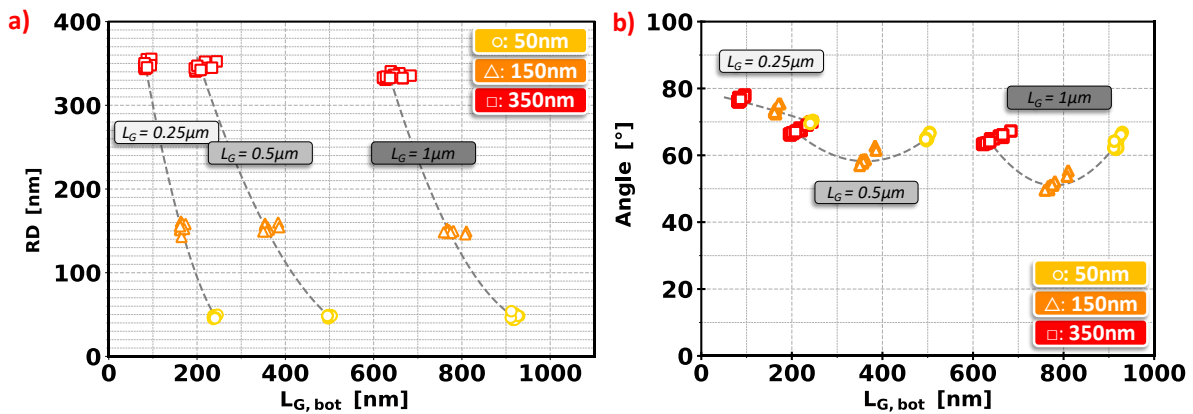 a)
400
300
200
100
0
RD [nm]
0 200 400 600 800 1000
L_G, bot [nm]
○: 50nm
△: 150nm
□: 350nm
L_G = 0.25μm
L_G = 0.5μm
L_G = 1μm
b)
100
80
60
40
20
0
Angle [°]
0 200 400 600 800 1000
L_G, bot [nm]
L_G = 0.25μm
L_G = 1μm
L_G = 0.5μm
○: 50nm
△: 150nm
□: 350nm